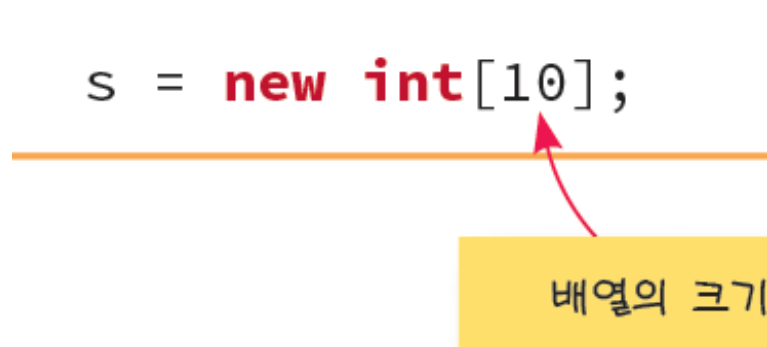 s = new int[10];
배열의 크기